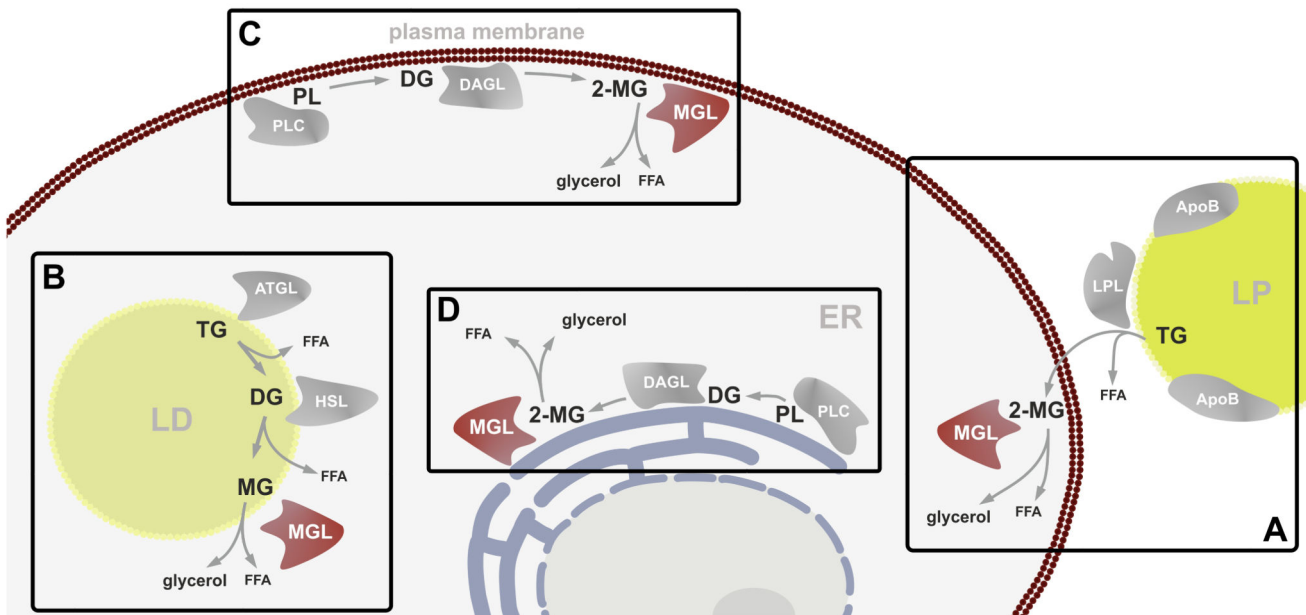 C
plasma membrane
PL
DG
DAGL
2-MG
MGL
PLC
glycerol
FFA
B
ATGL
TG
FFA
DG
HSL
LD
FFA
MG
MGL
glycerol
FFA
D
ER
FFA
glycerol
DAGL
DG
PL
PLC
2-MG
MGL
ApoB
LPL
LP
TG
FFA
ApoB
2-MG
MGL
glycerol
FFA
A